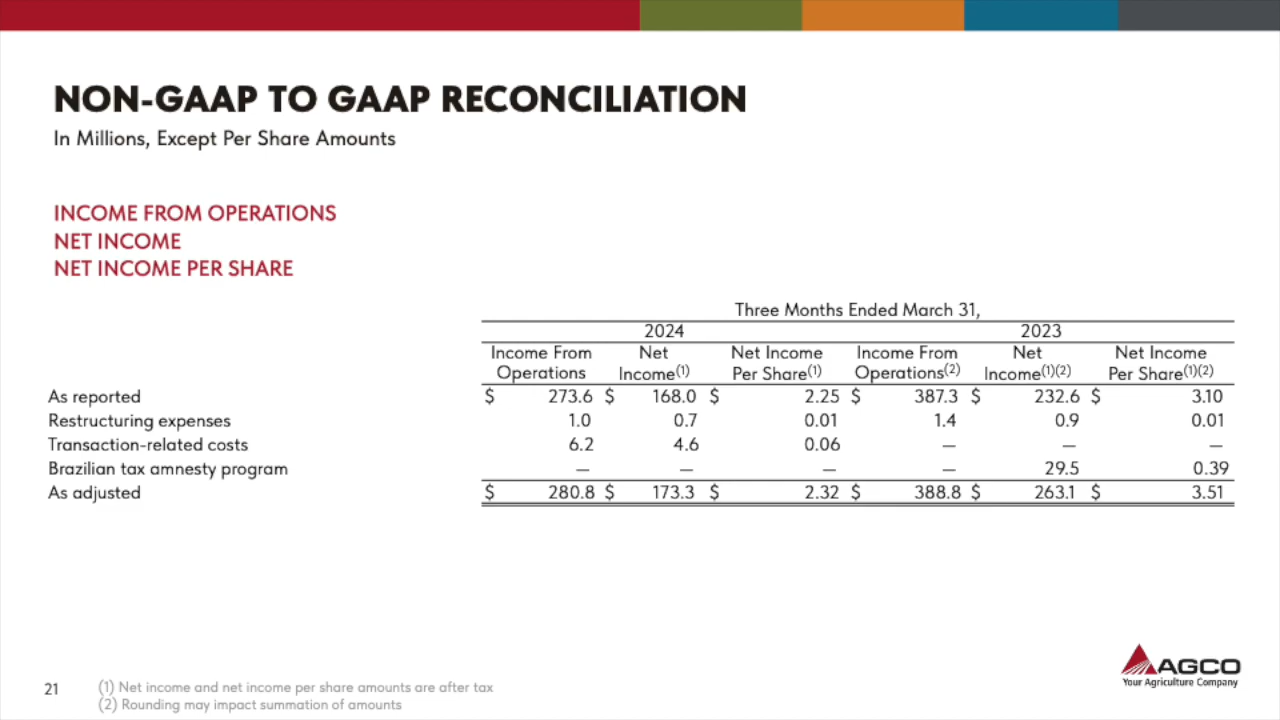 NON-GAAP TO GAAP RECONCILIATION
In Millions, Except Per Share Amounts
INCOME FROM OPERATIONS
NET INCOME
NET INCOME PER SHARE
Three Months Ended March 31,
2024 2023
Income From Operations Net Income(1) Net Income Per Share(1) Income From Operations(2) Net Income(1)(2) Net Income Per Share(1)(2)
As reported $ 273.6 $ 168.0 $ 2.25 $ 387.3 $ 232.6 $ 3.10
Restructuring expenses 1.0 0.7 0.01 1.4 0.9 0.01
Transaction-related costs 6.2 4.6 0.06 — — —
Brazilian tax amnesty program — — — — 29.5 0.39
As adjusted $ 280.8 $ 173.3 $ 2.32 $ 388.8 $ 263.1 $ 3.51
AGCO
Your Agriculture Company
21 (1) Net income and net income per share amounts are after tax
(2) Rounding may impact summation of amounts